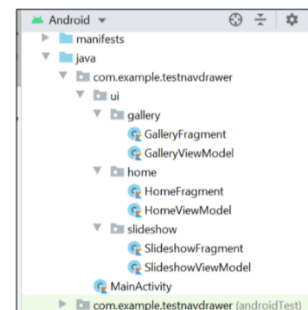 Android
manifests
java
com.example.testnavdrawer
ui
gallery
GalleryFragment
GalleryViewModel
home
HomeFragment
HomeViewModel
slideshow
SlideshowFragment
SlideshowViewModel
MainActivity
com.example.testnavdrawer (androidTest)